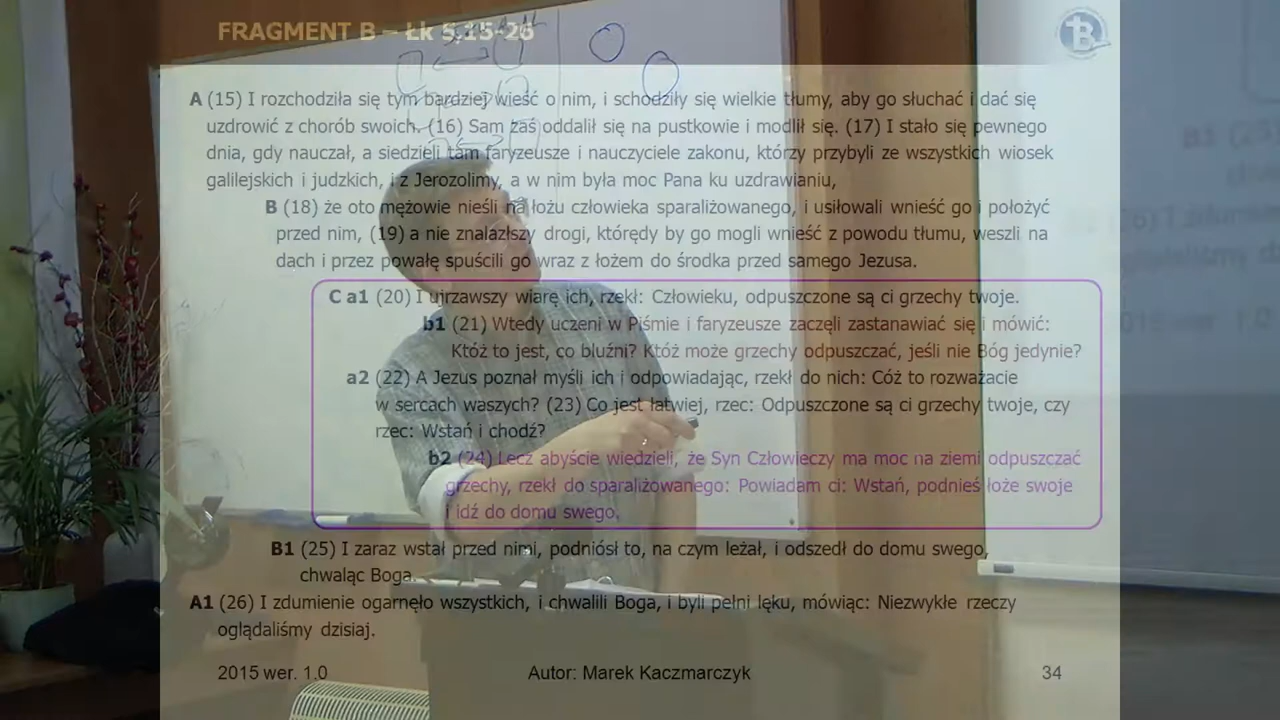 FRAGMENT B – Łk 5,15-26
A (15) I rozchodziła się tym bardziej wieść o nim, i schodziły się wielkie tłumy, aby go słuchać i dać się
uzdrowić z chorób swoich. (16) Sam zaś oddalił się na pustkowie i modlił się. (17) I stało się pewnego
dnia, gdy nauczał, a siedzieli tam faryzeusze i nauczyciele zakonu, którzy przybyli ze wszystkich wiosek
galilejskich i judzkich, i z Jerozolimy, a w nim była moc Pana ku uzdrawianiu,
B (18) że oto mężowie nieśli na łożu człowieka sparaliżowanego, i usiłowali wnieść go i położyć
przed nim, (19) a nie znalazłszy drogi, którędy by go mogli wnieść z powodu tłumu, weszli na
dach i przez powałę spuścili go wraz z łożem do środka przed samego Jezusa.
C a1 (20) I ujrzawszy wiarę ich, rzekł: Człowieku, odpuszczone są ci grzechy twoje.
b1 (21) Wtedy uczeni w Piśmie i faryzeusze zaczęli zastanawiać się i mówić:
Któż to jest, co bluźni? Któż może grzechy odpuszczać, jeśli nie Bóg jedynie?
a2 (22) A Jezus poznał myśli ich i odpowiadając, rzekł do nich: Cóż to rozważacie
w sercach waszych? (23) Co jest łatwiej, rzec: Odpuszczone są ci grzechy twoje, czy
rzec: Wstań i chodź?
b2 (24) Lecz abyście wiedzieli, że Syn Człowieczy ma moc na ziemi odpuszczać
grzechy, rzekł do sparaliżowanego: Powiadam ci: Wstań, podnieś łoże swoje
i idź do domu swego.
B1 (25) I zaraz wstał przed nimi, podniósł to, na czym leżał, i odszedł do domu swego,
chwaląc Boga.
A1 (26) I zdumienie ogarnęło wszystkich, i chwalili Boga, i byli pełni lęku, mówiąc: Niezwykłe rzeczy
oglądaliśmy dzisiaj.
2015 wer. 1.0
Autor: Marek Kaczmarczyk
34